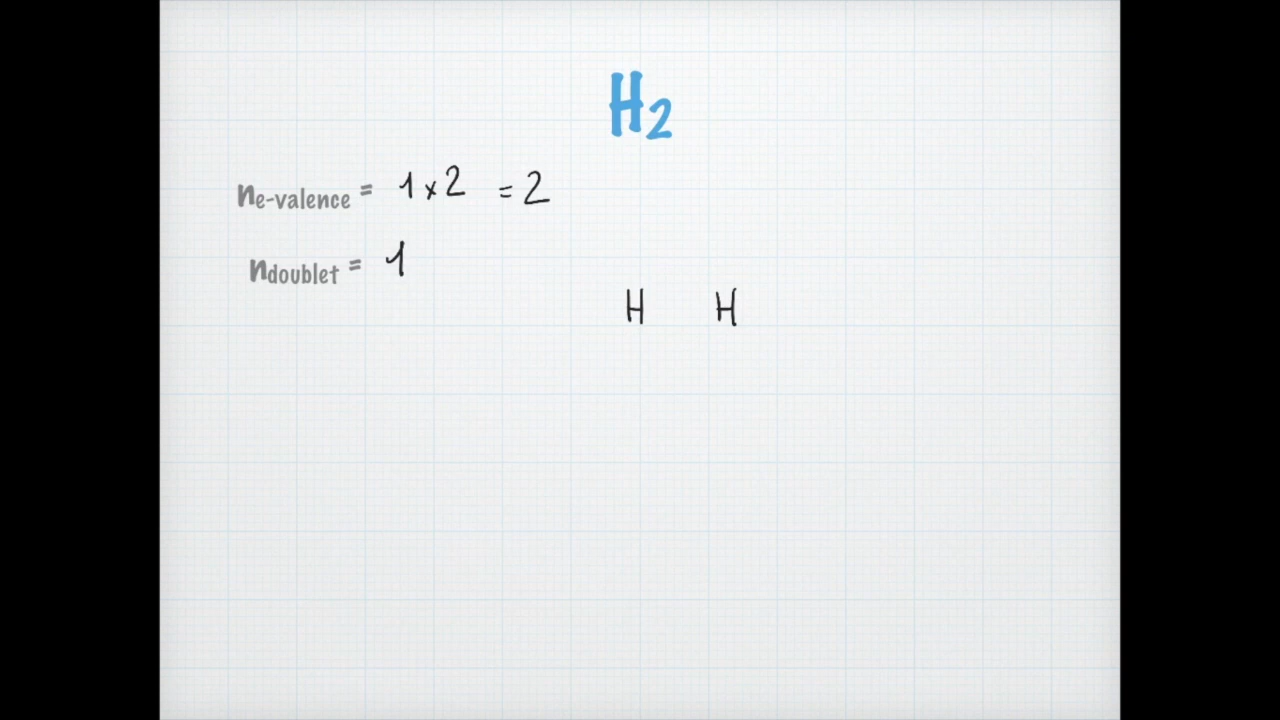 H2
ne-valence = 1 x 2 = 2
ndoublet = 1
H H